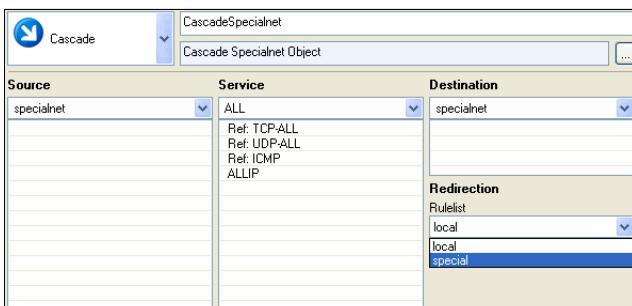 Cascade
CascadeSpecialnet
Cascade Specialnet Object
...
Source
Service
Destination
specialnet
ALL
specialnet
Ref: TCP-ALL
Ref: UDP-ALL
Ref: ICMP
ALLIP
Redirection
Rulelist
local
local
special